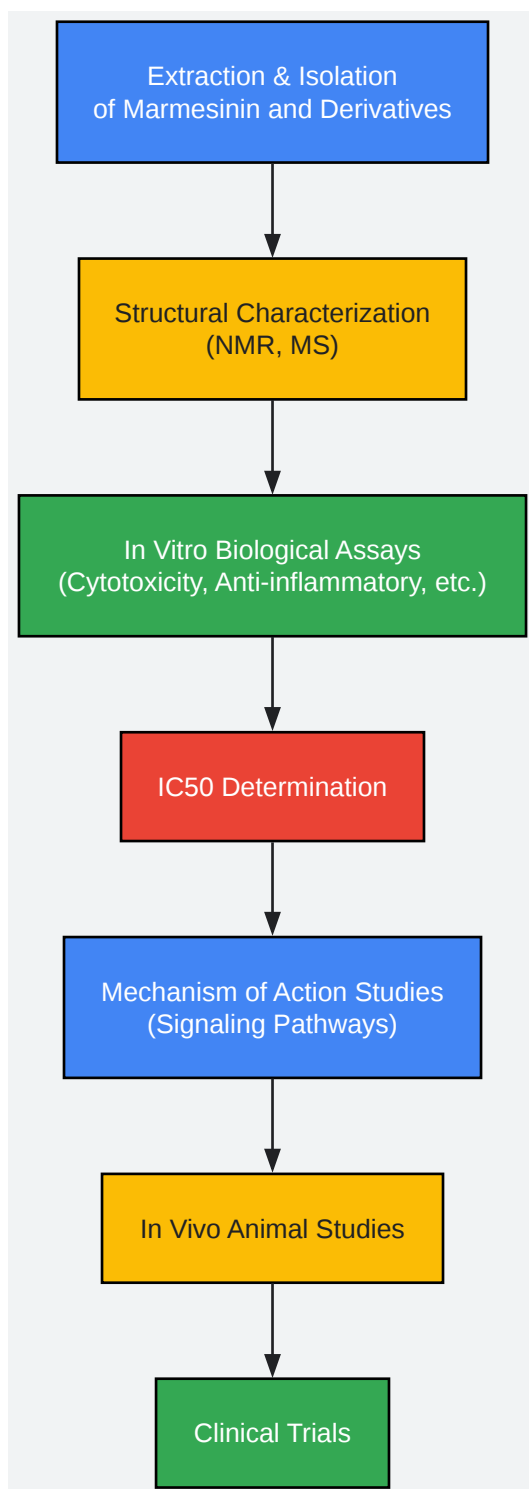 Extraction & Isolation
of Marmesinin and Derivatives
Structural Characterization
(NMR, MS)
In Vitro Biological Assays
(Cytotoxicity, Anti-inflammatory, etc.)
IC50 Determination
Mechanism of Action Studies
(Signaling Pathways)
In Vivo Animal Studies
Clinical Trials